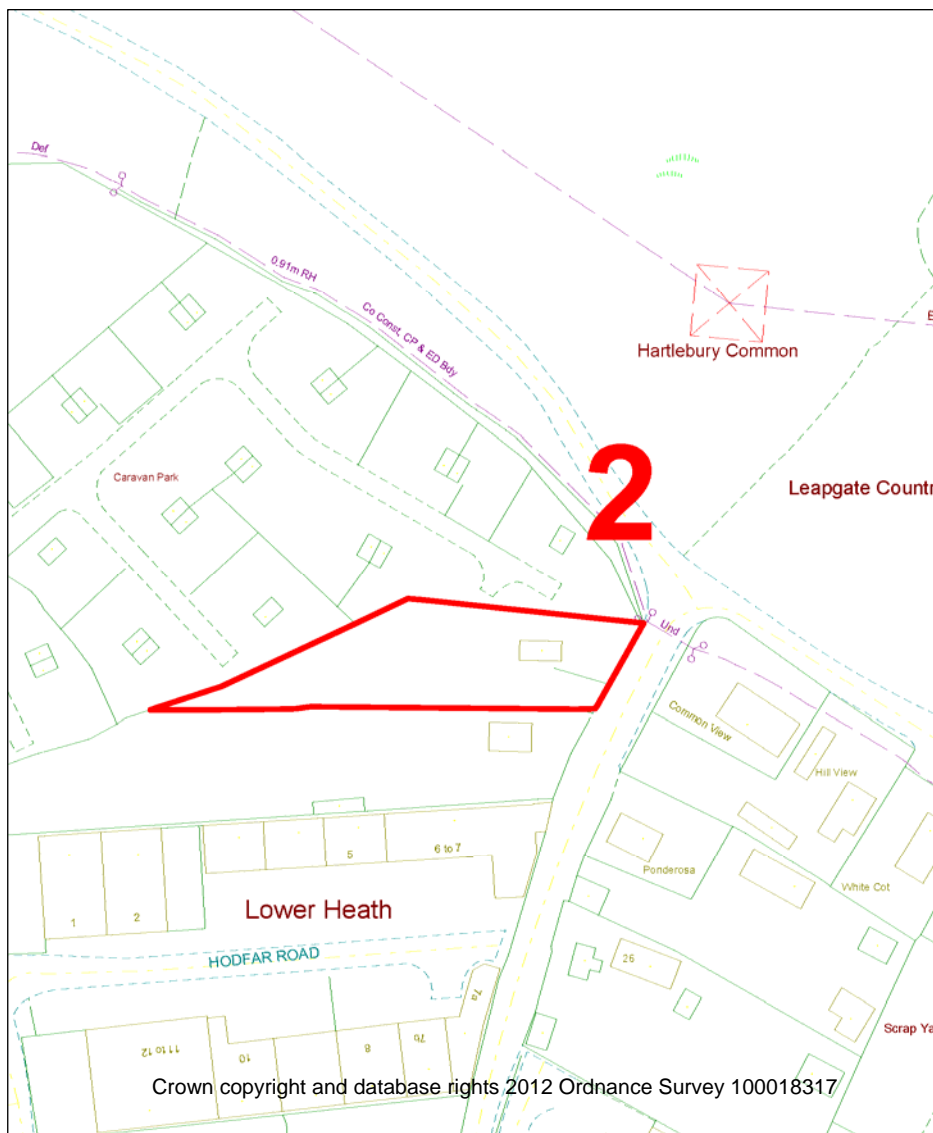 Def
0.91m RH
Co Const, CP & ED Bdy
Hartlebury Common
2
Caravan Park
Leapgate Countr
Und
Common View
Hill View
5
6 to 7
Ponderosa
White Cot
1
2
Lower Heath
HODFAR ROAD
26
7a
Scrap Ya
11 to 12
10
8
7b
Crown copyright and database rights 2012 Ordnance Survey 100018317